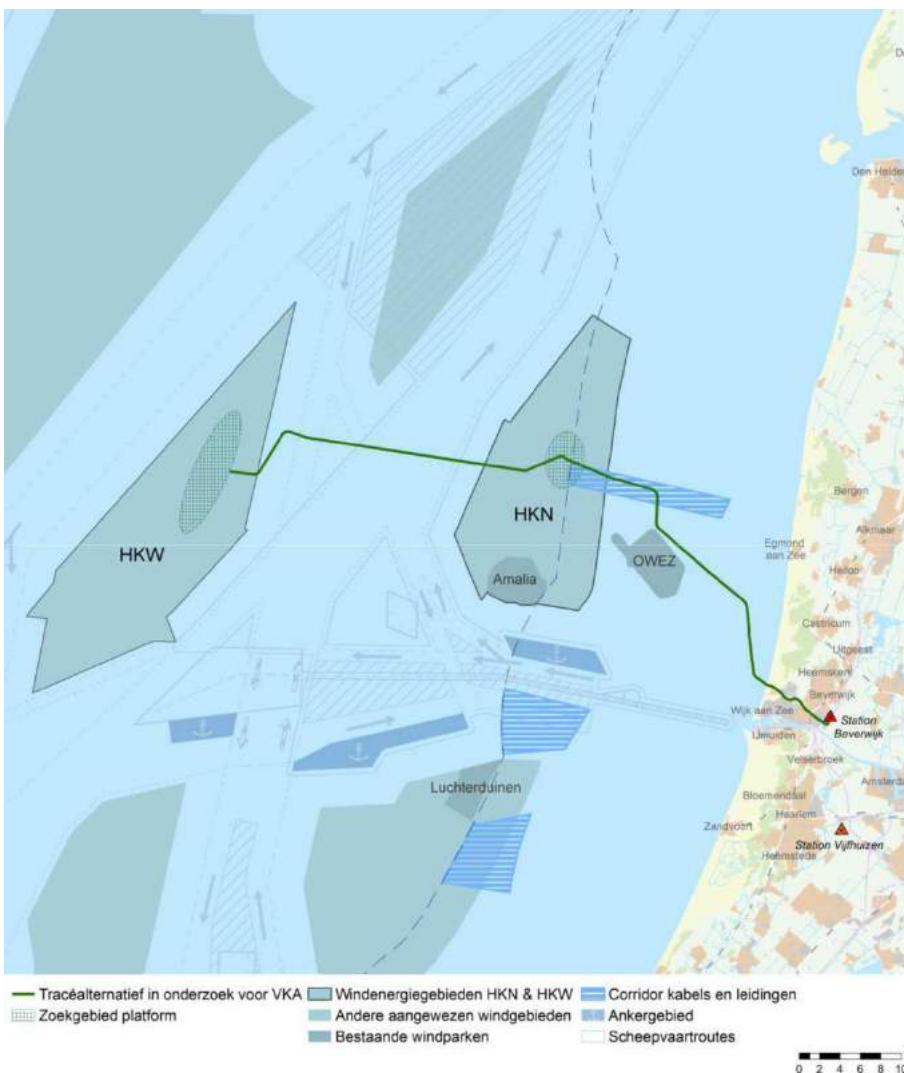 De
Den Helder
HKW
HKN
Amalia
OWEZ
Bergen
Alkmaar
Egmond
aan Zee
Heiloo
Castricum
Uitgeest
Heemskerk
Beverwijk
Wijk aan Zee
Station
Beverwijk
IJmuiden
Velserbroek
Luchterduinen
Bloemendaal
Amsterda
Haarlem
Zandvoort
Station Vijfhuizen
Heemstede
Tracéalternatief in onderzoek voor VKA
Windenergiegebieden HKN & HKW
Corridor kabels en leidingen
Zoekgebied platform
Andere aangewezen windgebieden
Ankergebied
Bestaande windparken
Scheepvaartroutes
0 2 4 6 8 10